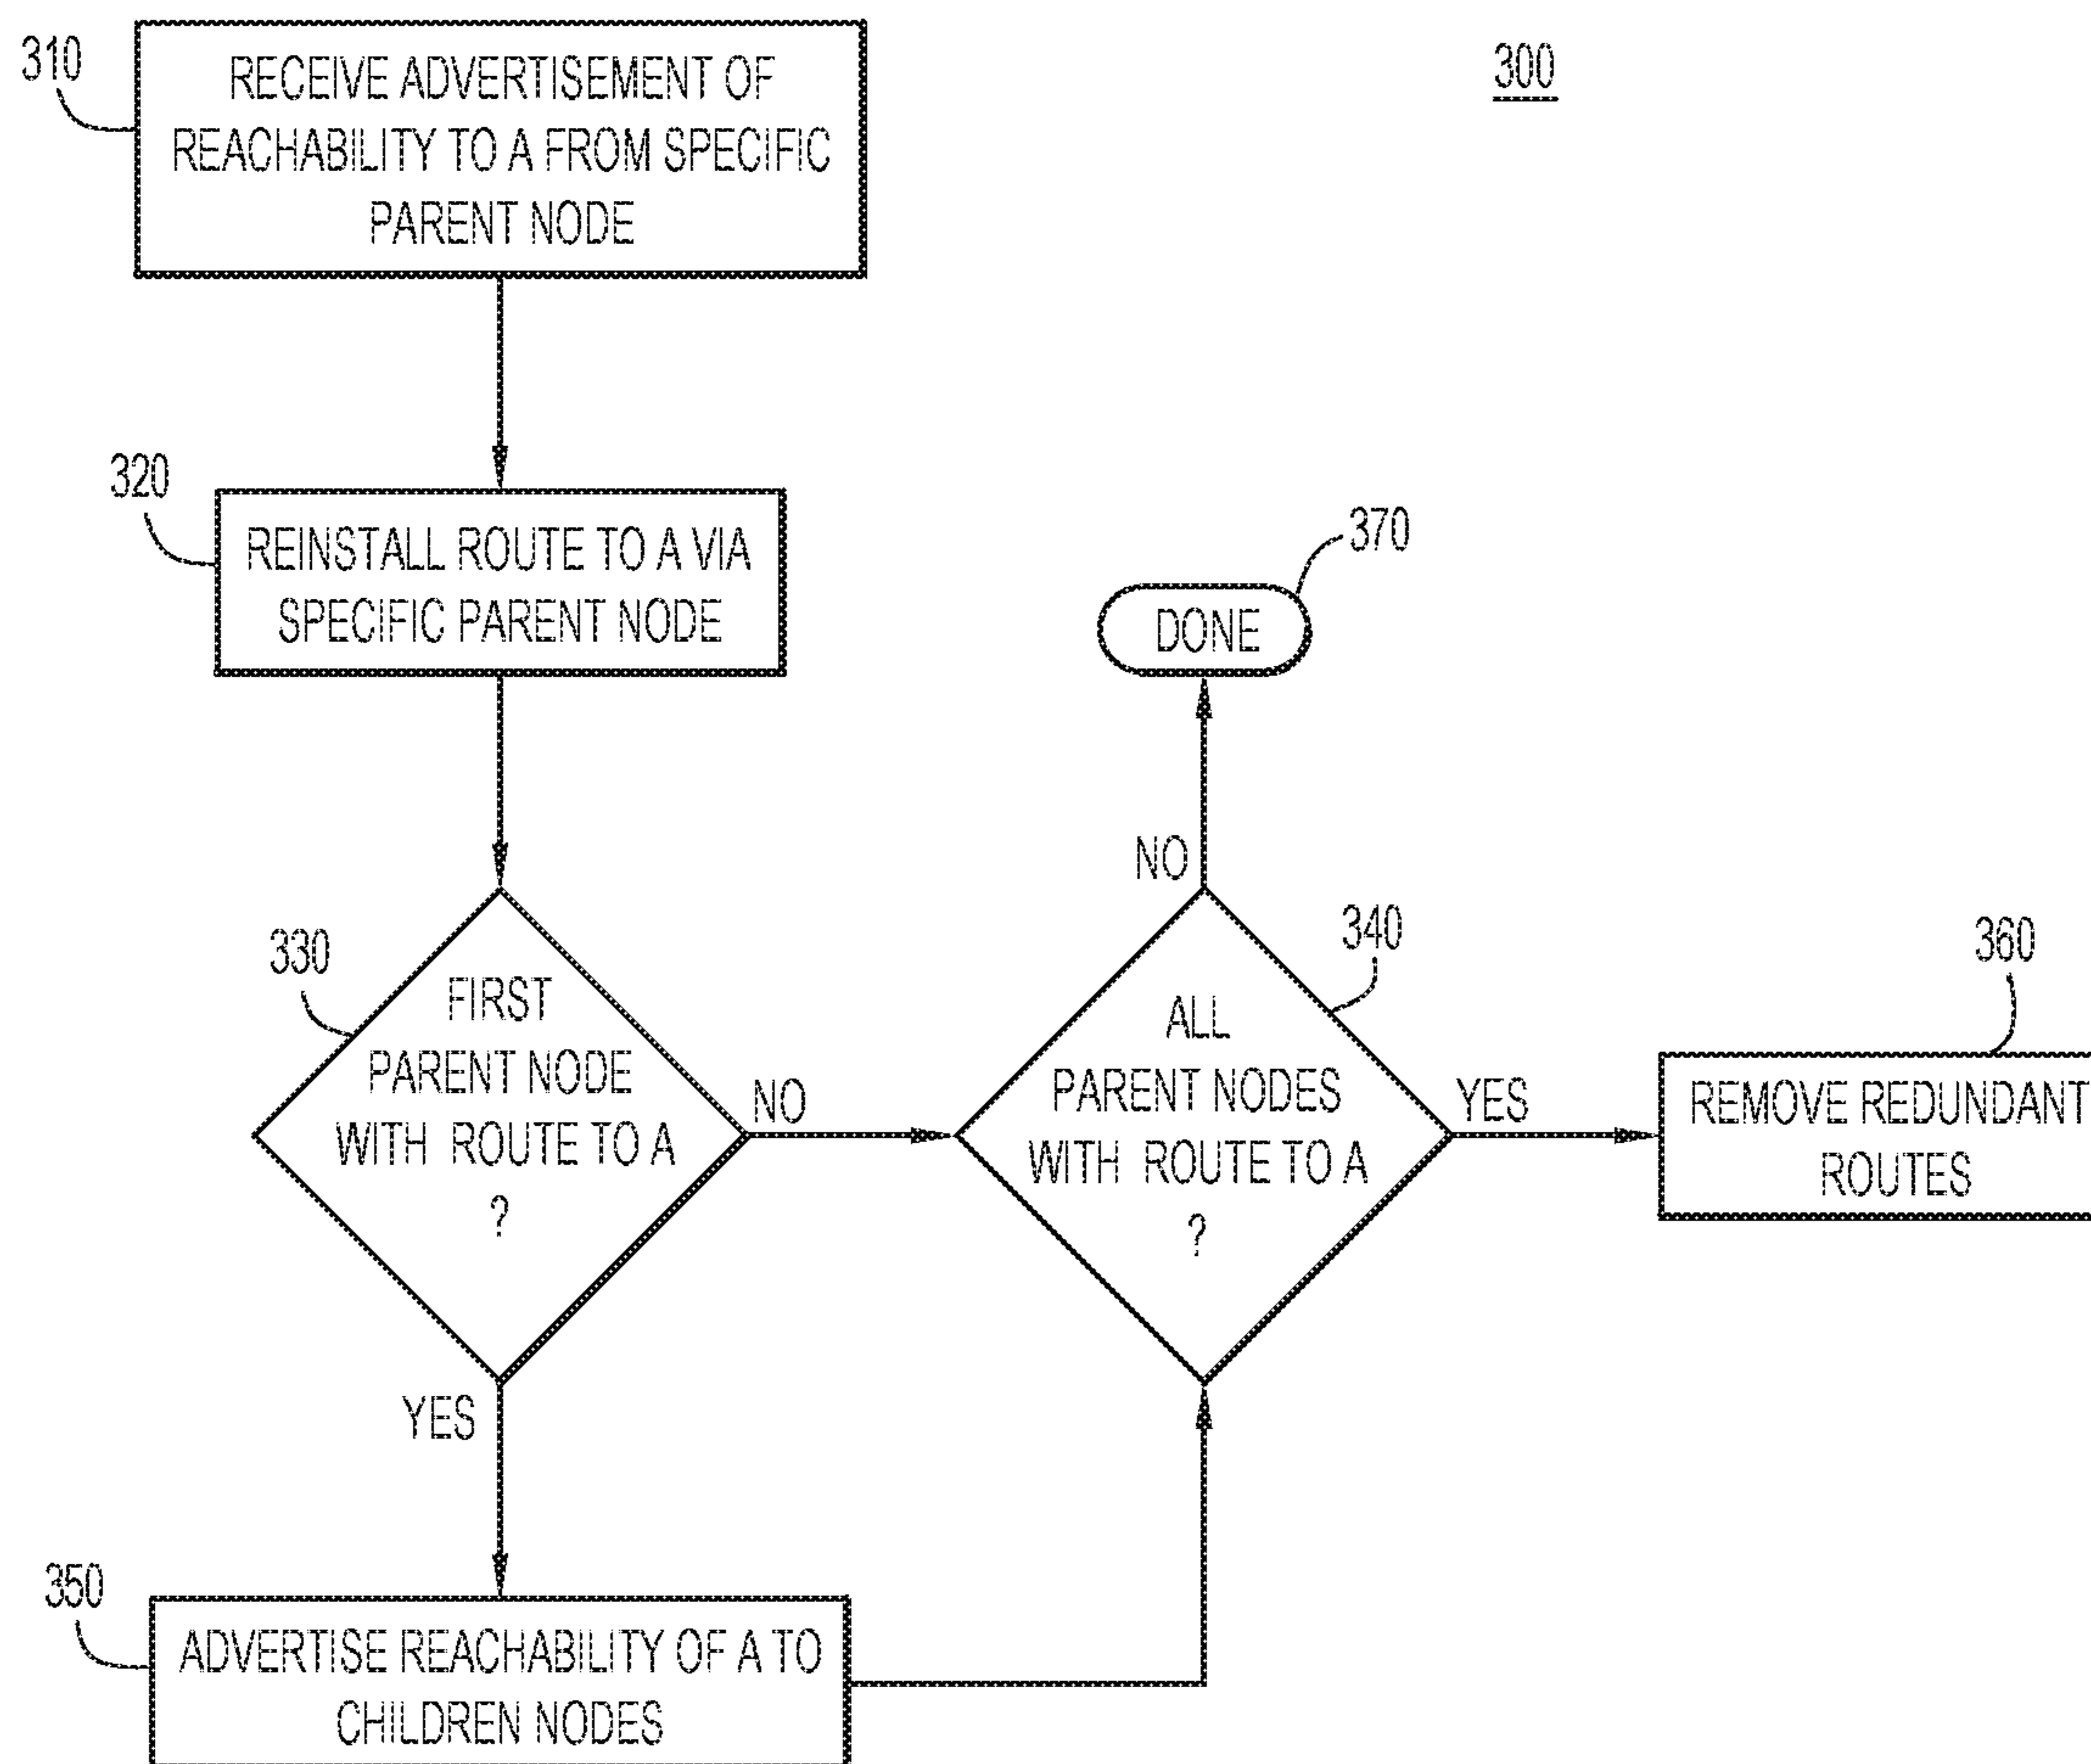 300
310
RECEIVE ADVERTISEMENT OF
REACHABILITY TO A FROM SPECIFIC
PARENT NODE
320
REINSTALL ROUTE TO A VIA
SPECIFIC PARENT NODE
370
DONE
330
FIRST
PARENT NODE
WITH ROUTE TO A
?
NO
YES
340
ALL
PARENT NODES
WITH ROUTE TO A
?
NO
YES
360
REMOVE REDUNDANT
ROUTES
350
ADVERTISE REACHABILITY OF A TO
CHILDREN NODES